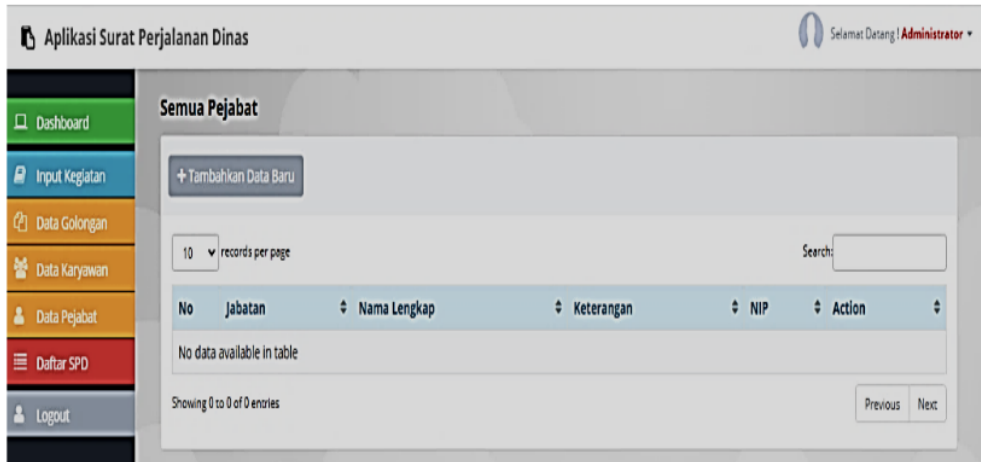 Aplikasi Surat Perjalanan Dinas
Selamat Datang ! Administrator
Dashboard
Input Kegiatan
Data Golongan
Data Karyawan
Data Pejabat
Daftar SPD
Logout
Semua Pejabat
+ Tambahkan Data Baru
10 records per page
Search:
No Jabatan Nama Lengkap Keterangan NIP Action
No data available in table
Showing 0 to 0 of 0 entries
Previous Next